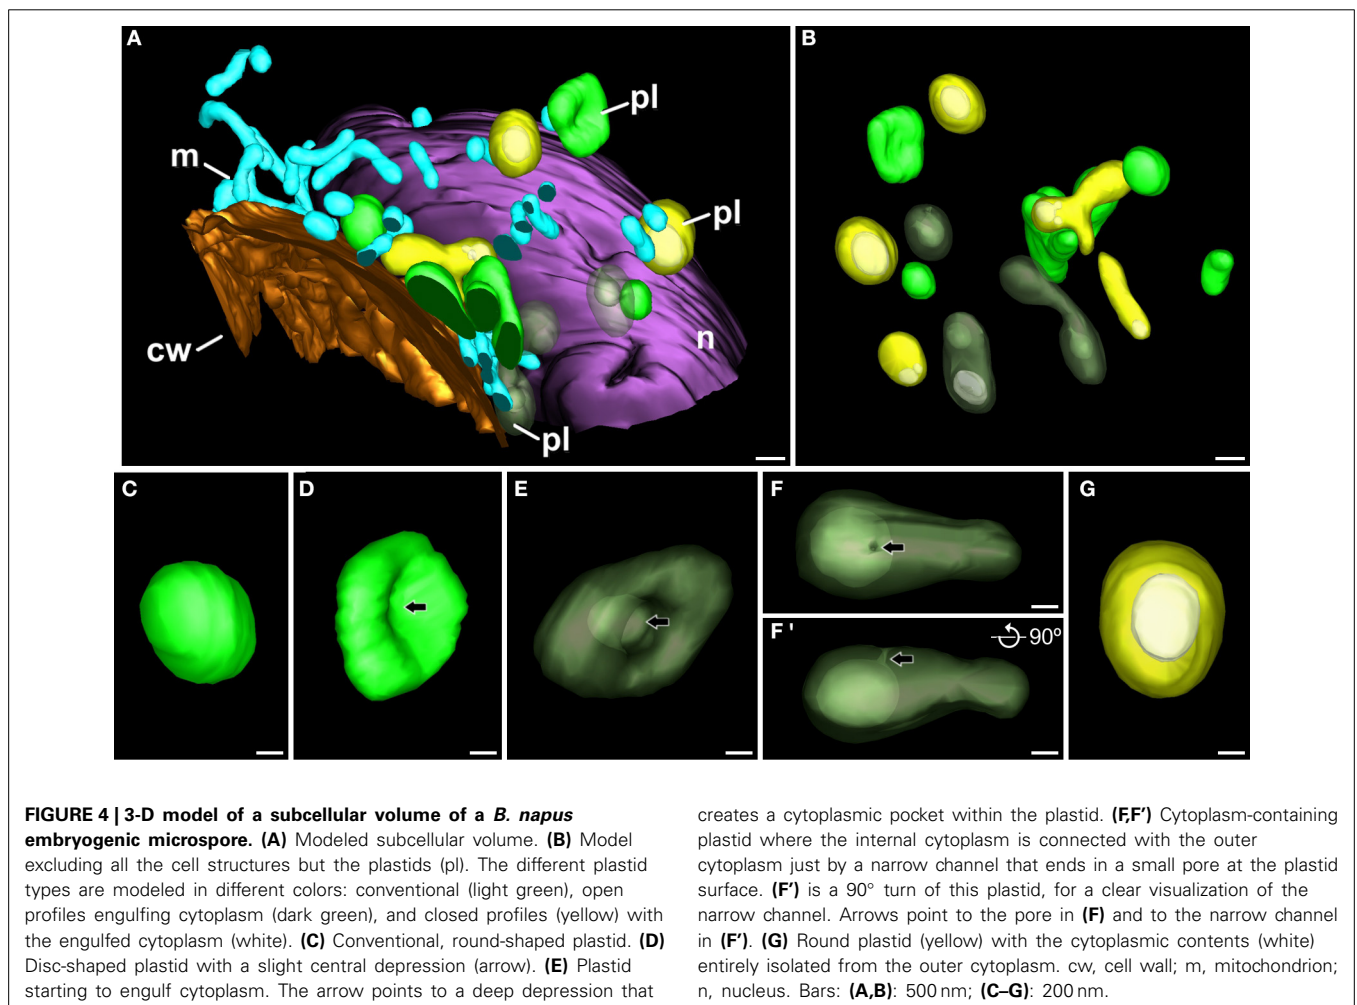 A
B
pl
m
pl
n
cw
pl
C
D
E
F
G
F'
90º
FIGURE 4 | 3-D model of a subcellular volume of a B. napus
embryogenic microspore. (A) Modeled subcellular volume. (B) Model
excluding all the cell structures but the plastids (pl). The different plastid
types are modeled in different colors: conventional (light green), open
profiles engulfing cytoplasm (dark green), and closed profiles (yellow) with
the engulfed cytoplasm (white). (C) Conventional, round-shaped plastid. (D)
Disc-shaped plastid with a slight central depression (arrow). (E) Plastid
starting to engulf cytoplasm. The arrow points to a deep depression that
creates a cytoplasmic pocket within the plastid. (F,F′) Cytoplasm-containing
plastid where the internal cytoplasm is connected with the outer
cytoplasm just by a narrow channel that ends in a small pore at the plastid
surface. (F′) is a 90° turn of this plastid, for a clear visualization of the
narrow channel. Arrows point to the pore in (F) and to the narrow channel
in (F′). (G) Round plastid (yellow) with the cytoplasmic contents (white)
entirely isolated from the outer cytoplasm. cw, cell wall; m, mitochondrion;
n, nucleus. Bars: (A,B): 500 nm; (C–G): 200 nm.